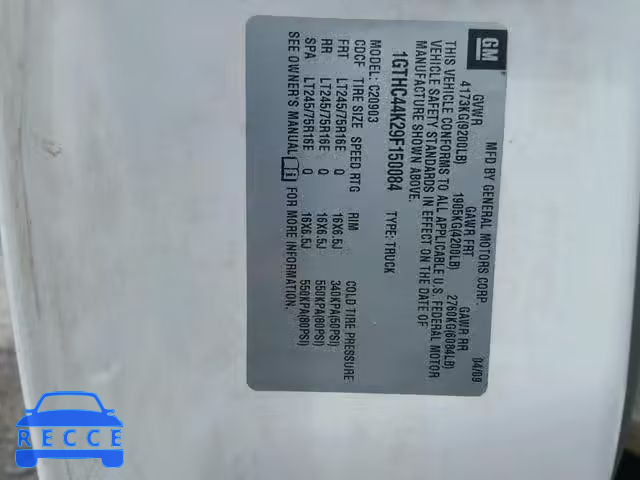 GM
MFD BY GENERAL MOTORS CORP. 04/09
GVWR GAWR FRT GAWR RR
4173KG(9200LB) 1905KG(4200LB) 2760KG(6084LB)
THIS VEHICLE CONFORMS TO ALL APPLICABLE U.S. FEDERAL MOTOR
VEHICLE SAFETY STANDARDS IN EFFECT ON THE DATE OF
MANUFACTURE SHOWN ABOVE.
1GTHC44K29F150084 TYPE: TRUCK
MODEL: C20903
CDCF TIRE SIZE SPEED RTG RIM COLD TIRE PRESSURE
FRT LT245/75R16E Q 16X6.5J 340KPA(50PSI)
RR LT245/75R16E Q 16X6.5J 550KPA(80PSI)
SPA LT245/75R16E Q 16X6.5J 550KPA(80PSI)
SEE OWNER'S MANUAL FOR MORE INFORMATION.
RECCE